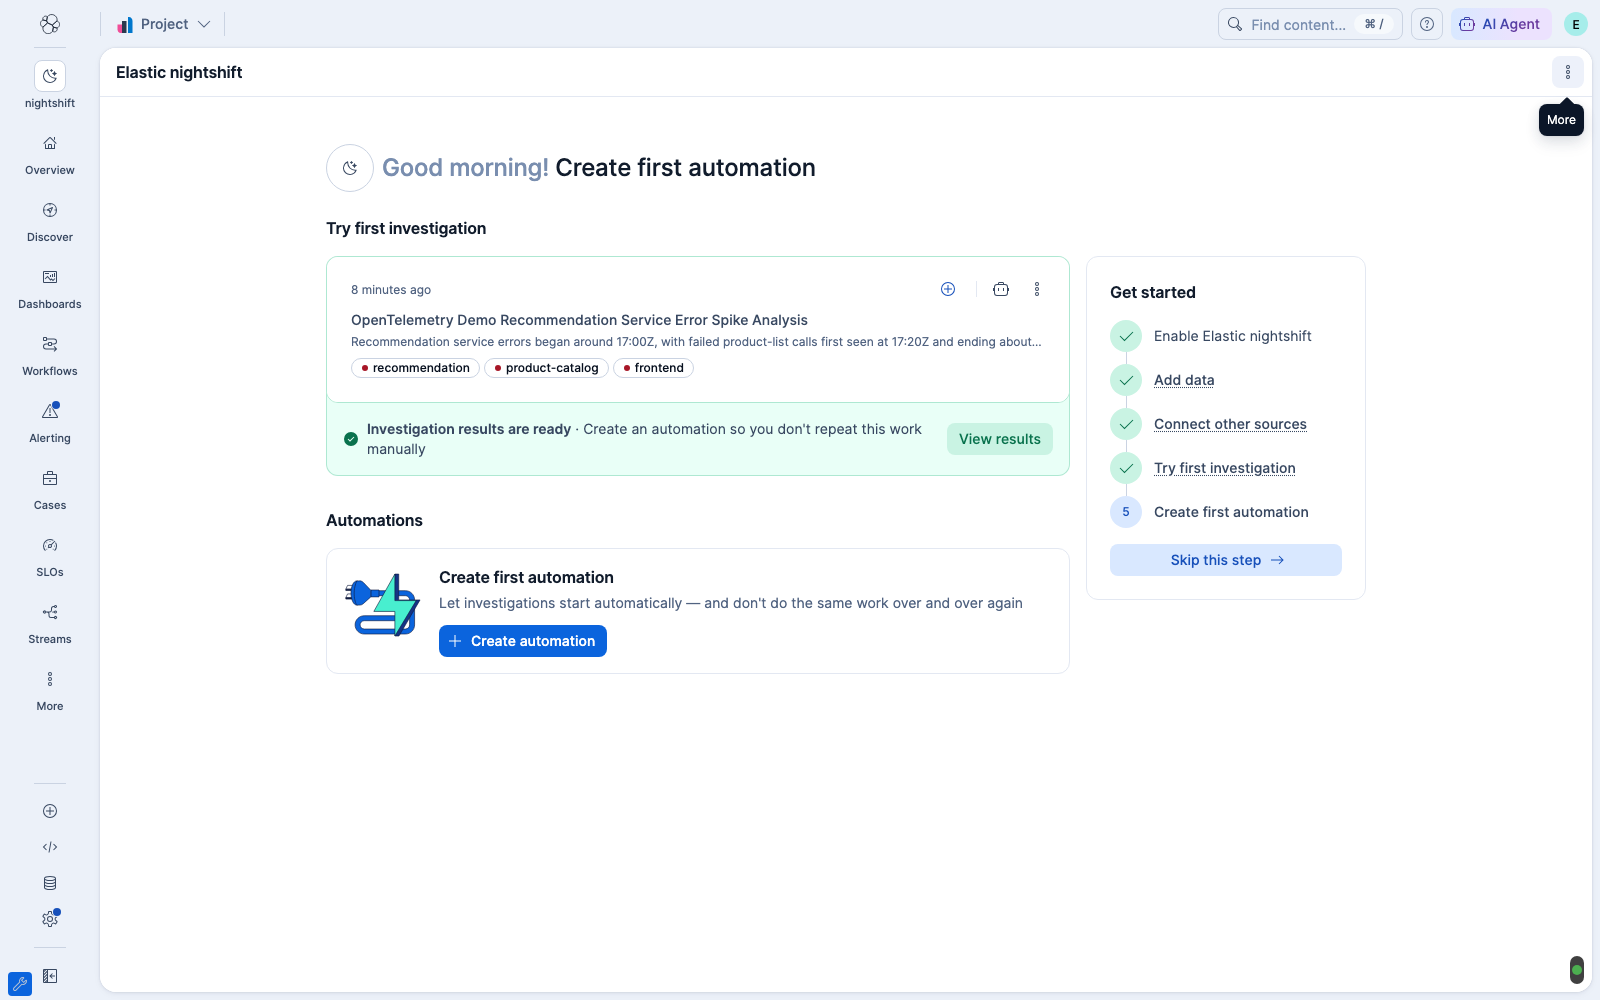 Project
Find content...
⌘ /
AI Agent
E
nightshift
Overview
Discover
Dashboards
Workflows
Alerting
Cases
SLOs
Streams
More
Elastic nightshift
More
Good morning! Create first automation
Try first investigation
8 minutes ago
OpenTelemetry Demo Recommendation Service Error Spike Analysis
Recommendation service errors began around 17:00Z, with failed product-list calls first seen at 17:20Z and ending about...
recommendation
product-catalog
frontend
Investigation results are ready · Create an automation so you don't repeat this work
manually
View results
Automations
Create first automation
Let investigations start automatically — and don't do the same work over and over again
Create automation
Get started
Enable Elastic nightshift
Add data
Connect other sources
Try first investigation
5
Create first automation
Skip this step